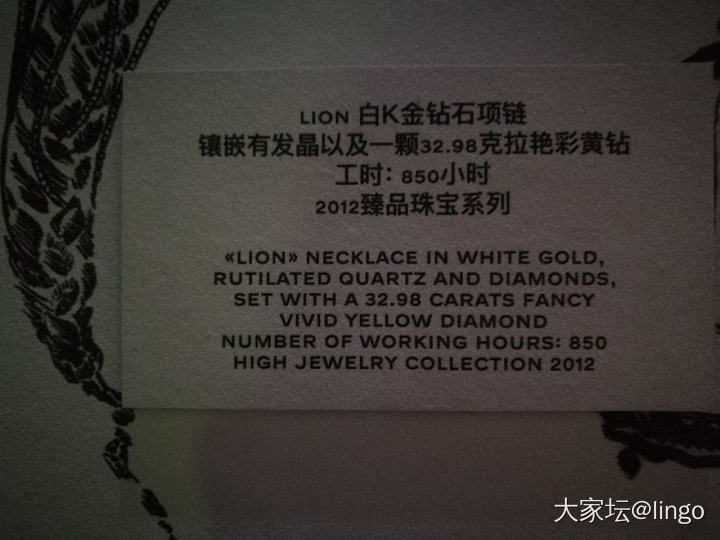 LION 白K金钻石项链
镶嵌有发晶以及一颗32.98克拉艳彩黄钻
工时：850小时
2012臻品珠宝系列
«LION» NECKLACE IN WHITE GOLD,
RUTILATED QUARTZ AND DIAMONDS,
SET WITH A 32.98 CARATS FANCY
VIVID YELLOW DIAMOND
NUMBER OF WORKING HOURS: 850
HIGH JEWELRY COLLECTION 2012
大家坛@lingo